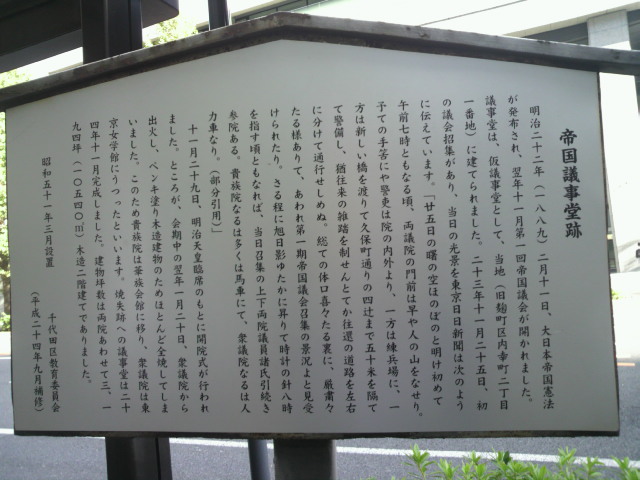 帝国議事堂跡
明治二十二年（一八八九）二月十一日、大日本帝国憲法
が発布され、翌年十一月第一回帝国議会が開かれました。
議事堂は、仮議事堂として、当地（旧麹町区内幸町二丁目
一番地）に建てられました。二十三年十一月二十五日、初
の議会招集があり、当日の光景を東京日日新聞は次のよう
に伝えています。「廿五日の曙の空ほのぼのと明け初めて
午前七時ともなる頃、両議院の門前は早や人の山をなせり。
予ての手筈にや警吏は院の内外より、一方は練兵場に、一
方は新しい橋を渡りて久保町通りの四辻まで五十米を隔て
て警備し、猶往来の雑踏を制せんとてか往還の道路を左右
に分けて通行せしめぬ。総ての体口喜々たる裏に、厳粛々
たる様ありて、あわれ第一期帝国議会召集の景況よと見受
けられたり。さる程に旭日影ゆたかに昇りて時計の針八時
を指す頃ともなれば、当日召集の上下両院議員諸氏引続き
参院ある。貴族院なるは多くは馬車にて、衆議院なるは人
力車なり。（部分引用）」
十一月二十九日、明治天皇臨席のもとに開院式が行われ
ました。ところが、会期中の翌年一月二十日、衆議院から
出火し、ペンキ塗り木造建物のためほとんど全焼してしま
いました。このため貴族院は華族会館に移り、衆議院は東
京女学館にうつったといいます。焼失跡への議事堂は二十
四年十一月完成しました。建物坪数は両院あわせて三、一
九四坪（一〇五四〇㎡）木造二階建てでありました。
昭和五十一年三月設置
千代田区教育委員会
（平成二十四年九月補修）